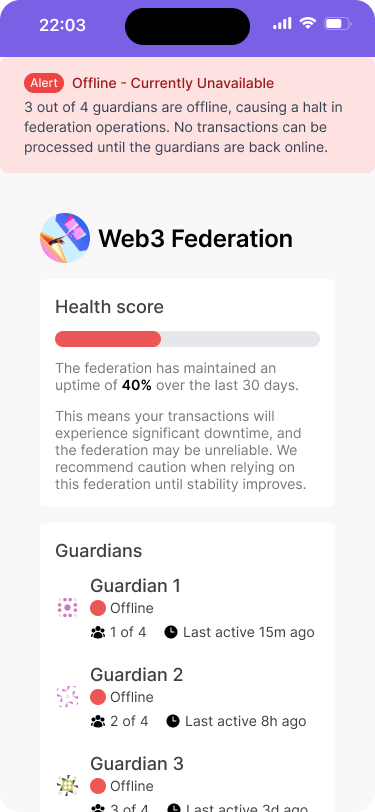 22:03
Alert Offline - Currently Unavailable
3 out of 4 guardians are offline, causing a halt in
federation operations. No transactions can be
processed until the guardians are back online.
Web3 Federation
Health score
The federation has maintained an
uptime of 40% over the last 30 days.
This means your transactions will
experience significant downtime, and
the federation may be unreliable. We
recommend caution when relying on
this federation until stability improves.
Guardians
Guardian 1
Offline
1 of 4 Last active 15m ago
Guardian 2
Offline
2 of 4 Last active 8h ago
Guardian 3
Offline
3 of 4 Last active 3d ago